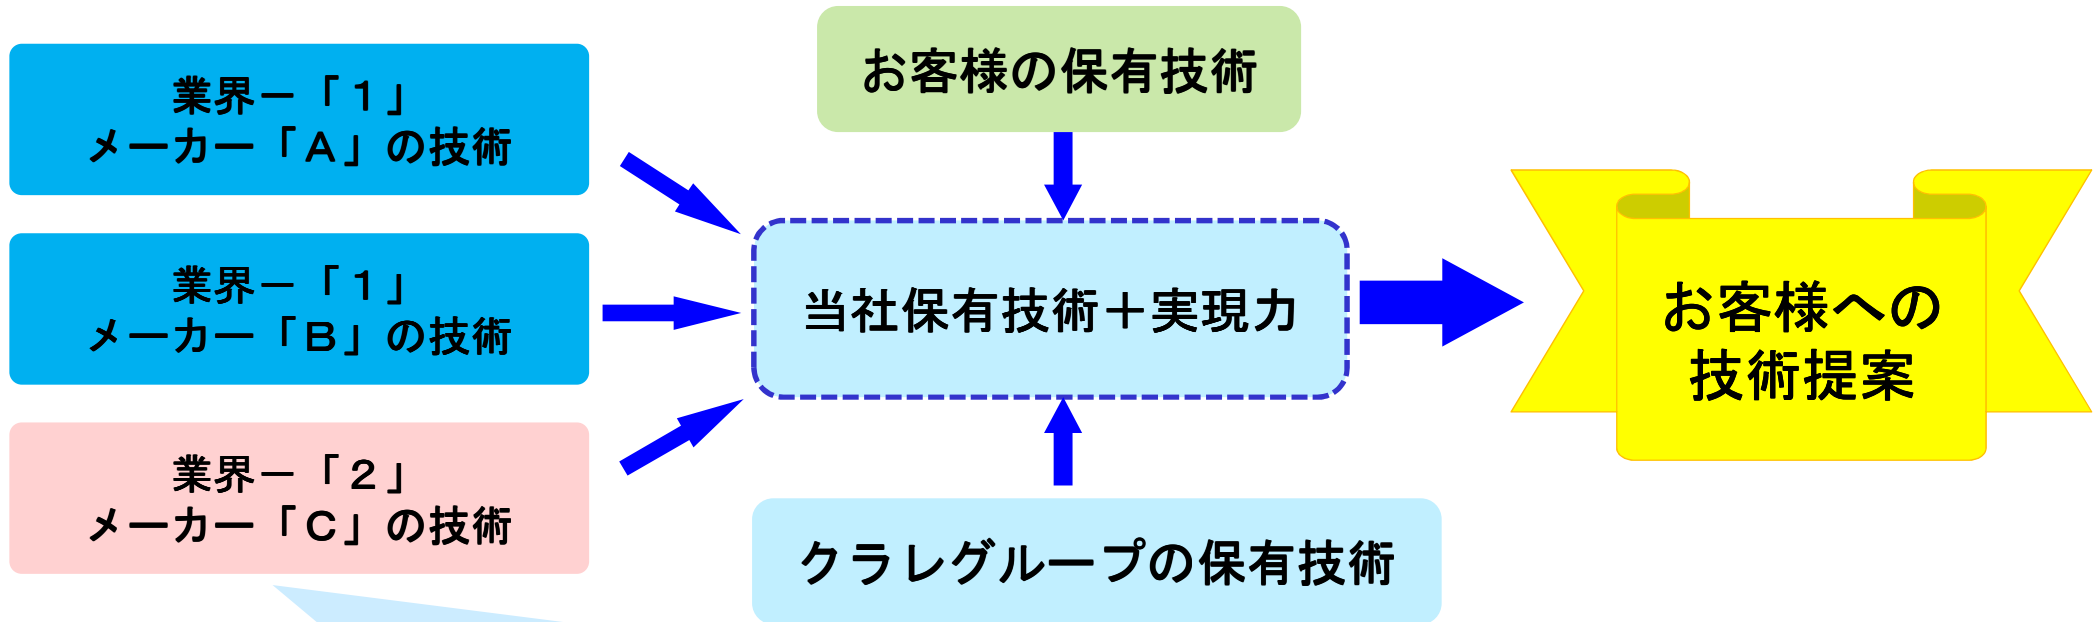 業界－「１」
メーカー「Ａ」の技術
業界－「１」
メーカー「Ｂ」の技術
業界－「２」
メーカー「Ｃ」の技術
お客様の保有技術
当社保有技術＋実現力
クラレグループの保有技術
お客様への
技術提案